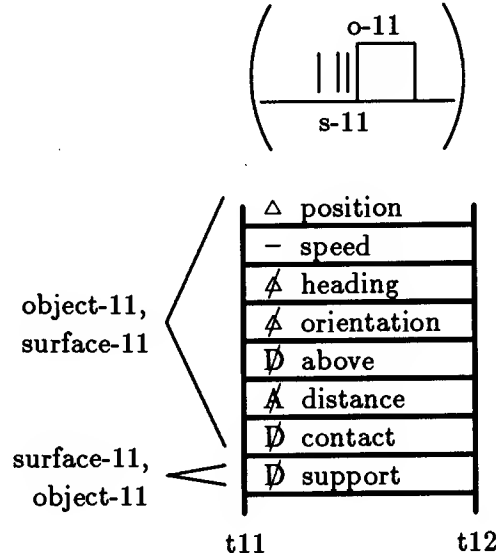 o-11
s-11
△ position
− speed
△̸ heading
△̸ orientation
D̸ above
A̸ distance
D̸ contact
D̸ support
object-11,
surface-11
surface-11,
object-11
t11 t12